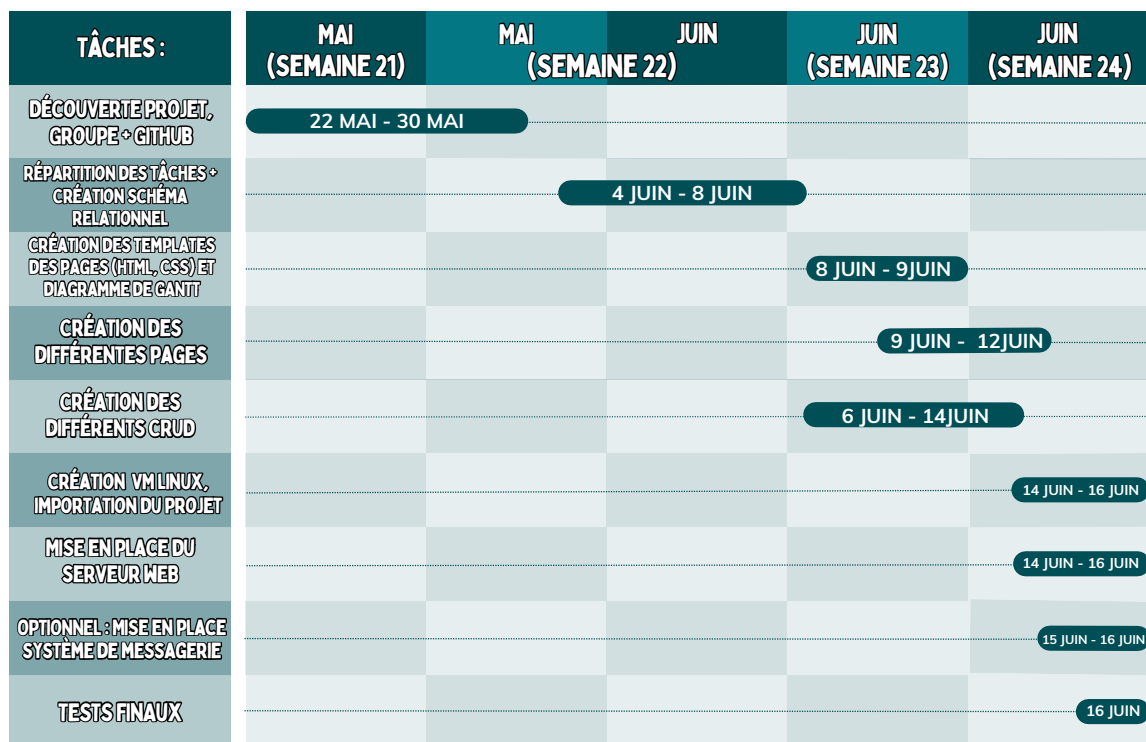 TÂCHES :
MAI
(SEMAINE 21)
MAI JUIN
(SEMAINE 22)
JUIN
(SEMAINE 23)
JUIN
(SEMAINE 24)
DÉCOUVERTE PROJET,
GROUPE + GITHUB
22 MAI - 30 MAI
RÉPARTITION DES TÂCHES +
CRÉATION SCHÉMA
RELATIONNEL
4 JUIN - 8 JUIN
CRÉATION DES TEMPLATES
DES PAGES (HTML, CSS) ET
DIAGRAMME DE GANTT
8 JUIN - 9JUIN
CRÉATION DES
DIFFÉRENTES PAGES
9 JUIN - 12JUIN
CRÉATION DES
DIFFÉRENTS CRUD
6 JUIN - 14JUIN
CRÉATION VM LINUX,
IMPORTATION DU PROJET
14 JUIN - 16 JUIN
MISE EN PLACE DU
SERVEUR WEB
14 JUIN - 16 JUIN
OPTIONNEL : MISE EN PLACE
SYSTÈME DE MESSAGERIE
15 JUIN - 16 JUIN
TESTS FINAUX
16 JUIN